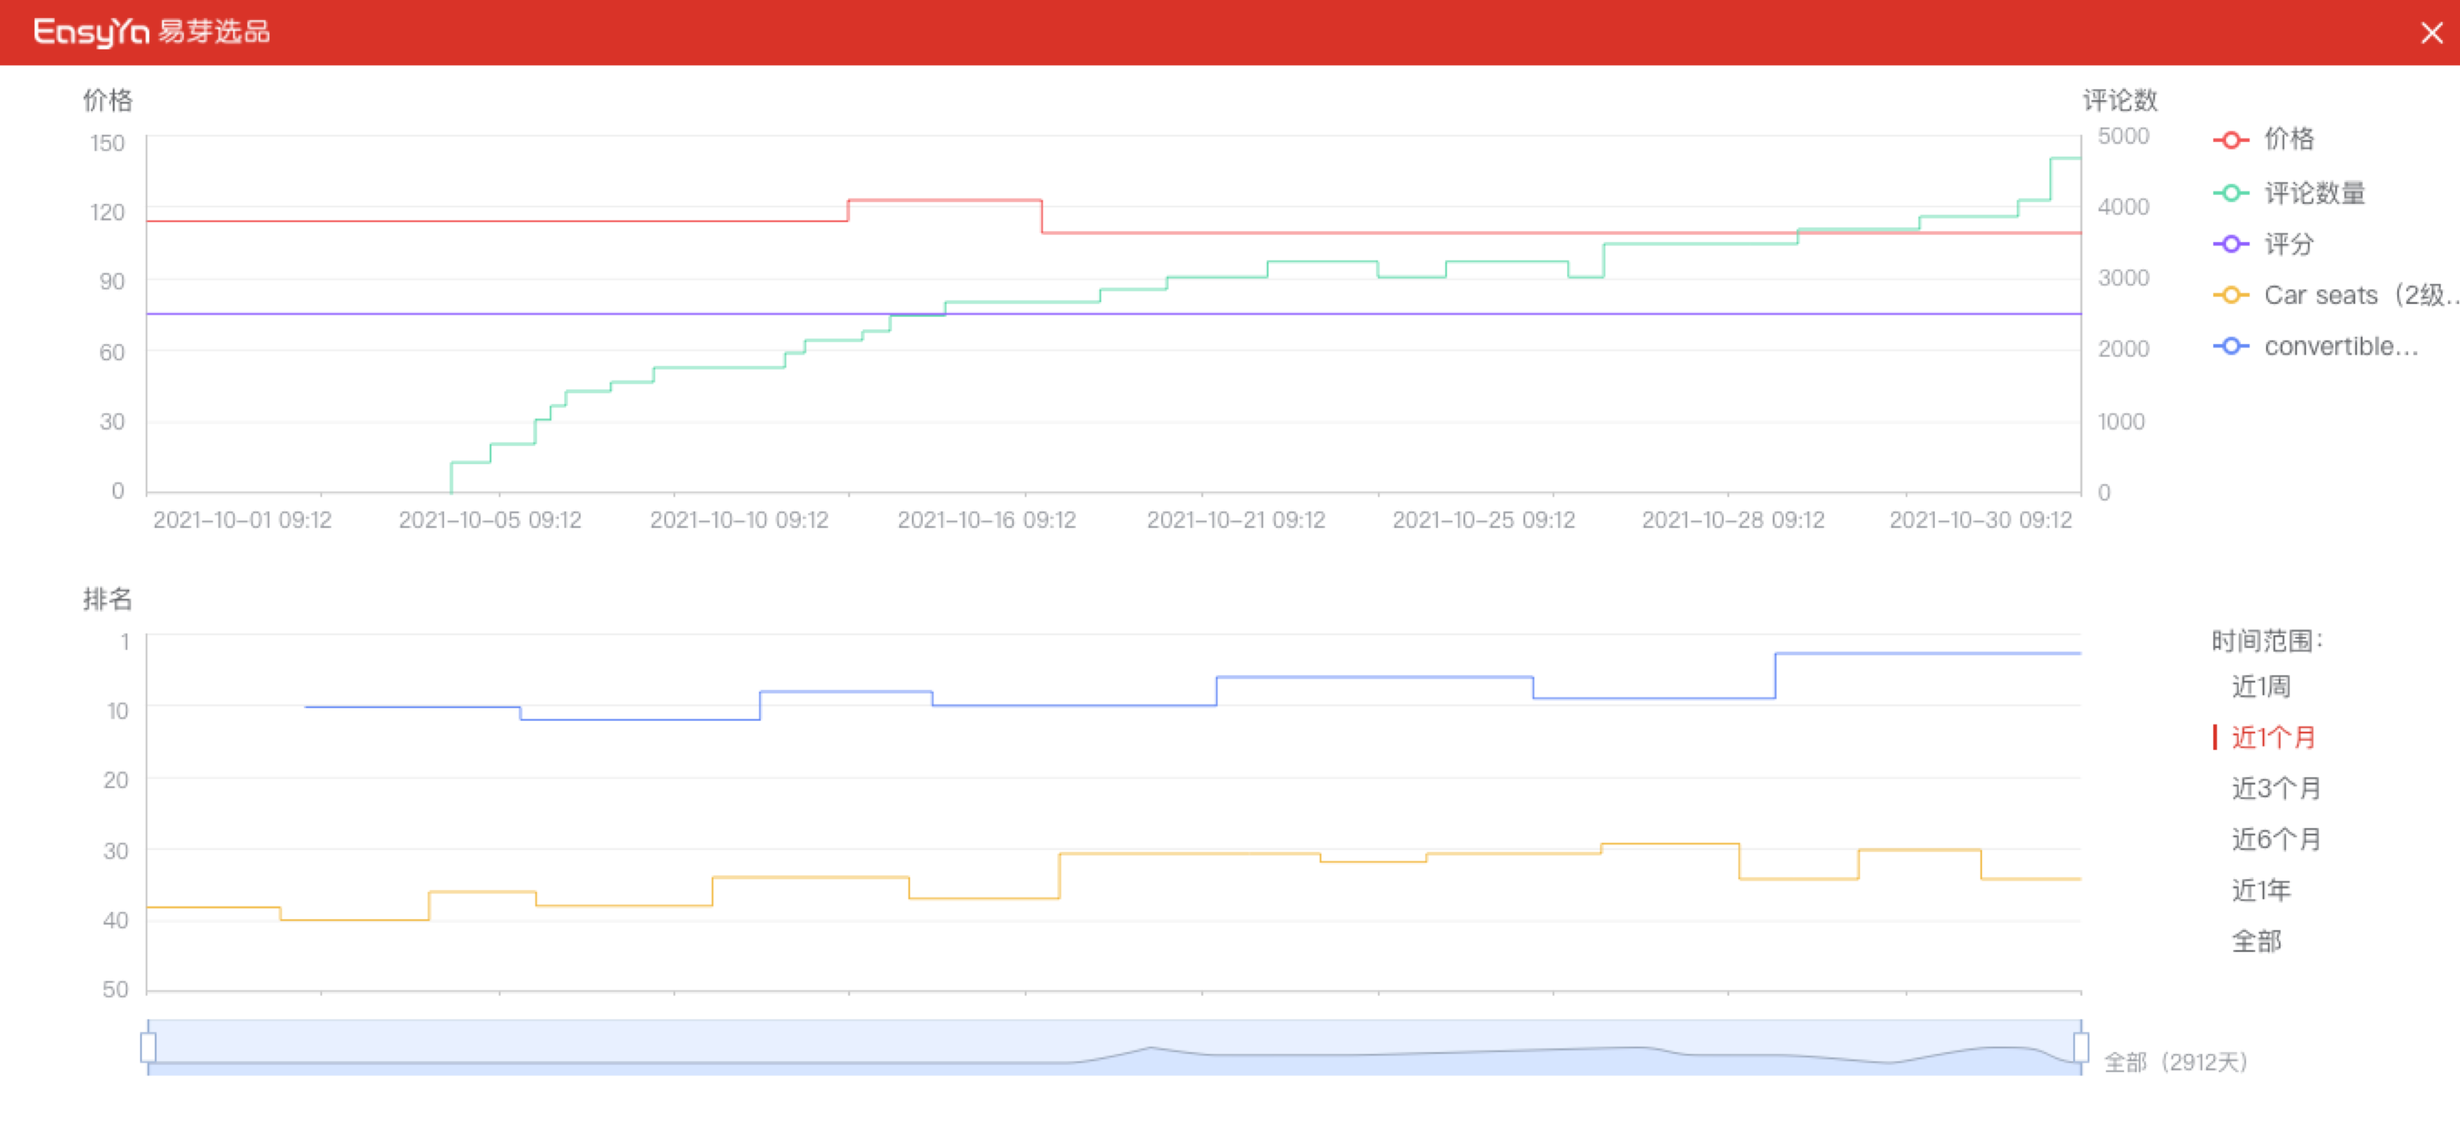 EasyYa 易芽选品
价格
评论数
150
120
90
60
30
0
5000
4000
3000
2000
1000
0
2021-10-01 09:12
2021-10-05 09:12
2021-10-10 09:12
2021-10-16 09:12
2021-10-21 09:12
2021-10-25 09:12
2021-10-28 09:12
2021-10-30 09:12
价格
评论数量
评分
Car seats（2级..
convertible...
排名
1
10
20
30
40
50
时间范围：
近1周
近1个月
近3个月
近6个月
近1年
全部
全部（2912天）